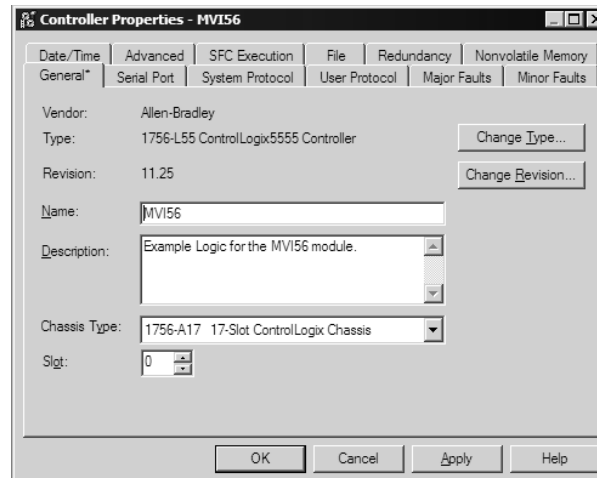 Controller Properties - MVI56
Date/Time Advanced SFC Execution File Redundancy Nonvolatile Memory
General* Serial Port System Protocol User Protocol Major Faults Minor Faults
Vendor: Allen-Bradley
Type: 1756-L55 ControlLogix5555 Controller Change Type...
Revision: 11.25 Change Revision...
Name: MVI56
Description: Example Logic for the MVI56 module.
Chassis Type: 1756-A17 17-Slot ControlLogix Chassis
Slot: 0
OK Cancel Apply Help